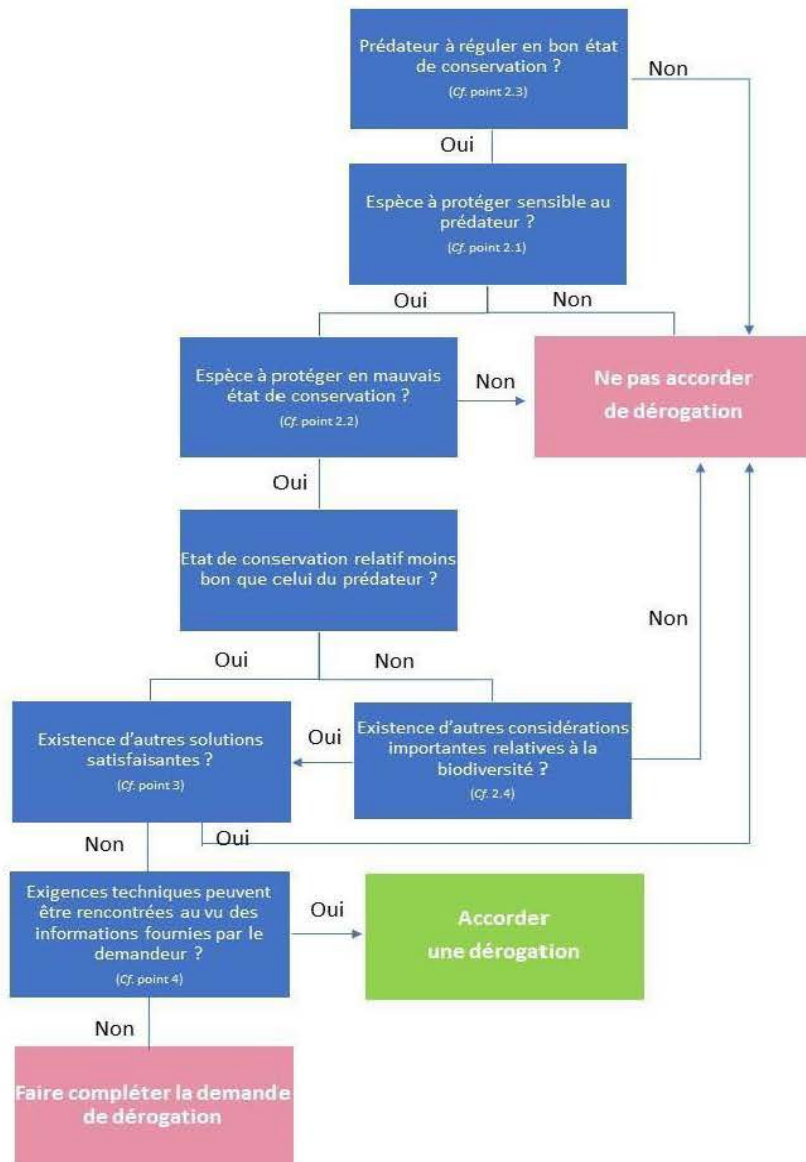 Prédateur à réguler en bon état
de conservation ?
(Cf. point 2.3)
Non
Oui
Espèce à protéger sensible au
prédateur ?
(Cf. point 2.1)
Oui
Non
Espèce à protéger en mauvais
état de conservation ?
(Cf. point 2.2)
Non
Ne pas accorder
de dérogation
Oui
Etat de conservation relatif moins
bon que celui du prédateur ?
Non
Oui
Non
Existence d'autres solutions
satisfaisantes ?
(Cf. point 3)
Oui
Existence d'autres considérations
importantes relatives à la
biodiversité ?
(Cf. 2.4)
Non
Oui
Exigences techniques peuvent
être rencontrées au vu des
informations fournies par le
demandeur ?
(Cf. point 4)
Oui
Accorder
une dérogation
Non
Faire compléter la demande
de dérogation